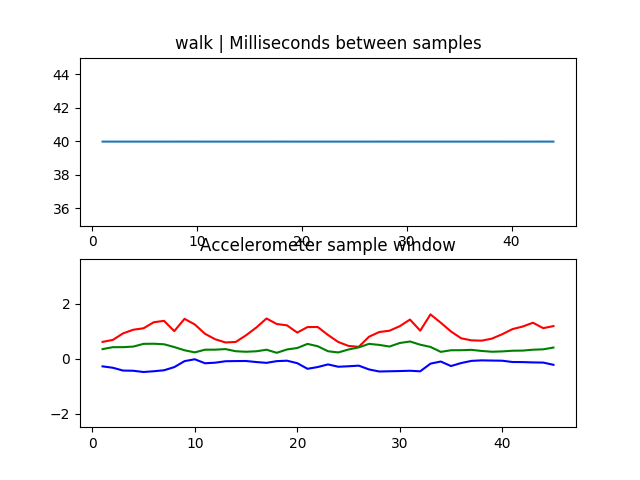 walk | Milliseconds between samples
44
42
40
38
36
0 10 20 30 40
Accelerometer sample window
2
0
−2
0 10 20 30 40